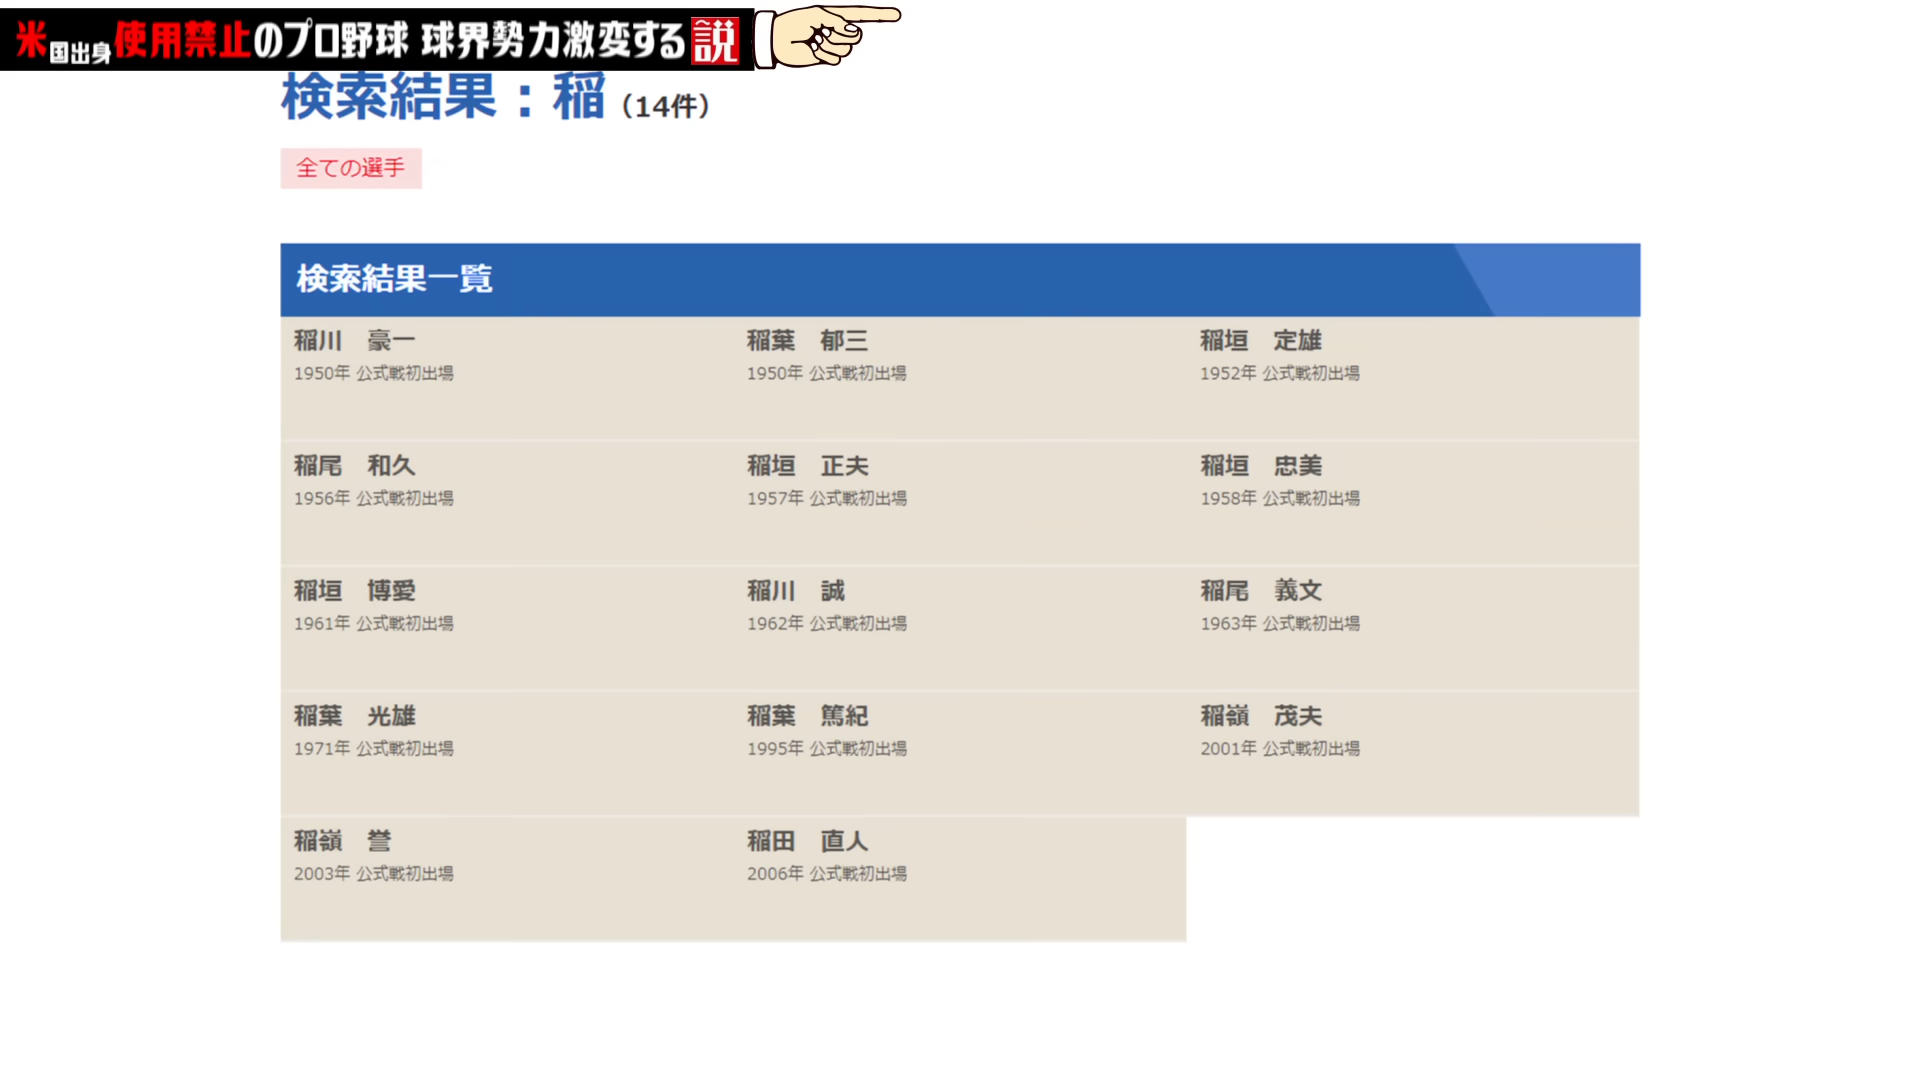 米国出身使用禁止のプロ野球 球界勢力激変する説
検索結果：稲（14件）
全ての選手
検索結果一覧
稲川　豪一
1950年 公式戦初出場
稲葉　郁三
1950年 公式戦初出場
稲垣　定雄
1952年 公式戦初出場
稲尾　和久
1956年 公式戦初出場
稲垣　正夫
1957年 公式戦初出場
稲垣　忠美
1958年 公式戦初出場
稲垣　博愛
1961年 公式戦初出場
稲川　誠
1962年 公式戦初出場
稲尾　義文
1963年 公式戦初出場
稲葉　光雄
1971年 公式戦初出場
稲葉　篤紀
1995年 公式戦初出場
稲嶺　茂夫
2001年 公式戦初出場
稲嶺　誉
2003年 公式戦初出場
稲田　直人
2006年 公式戦初出場